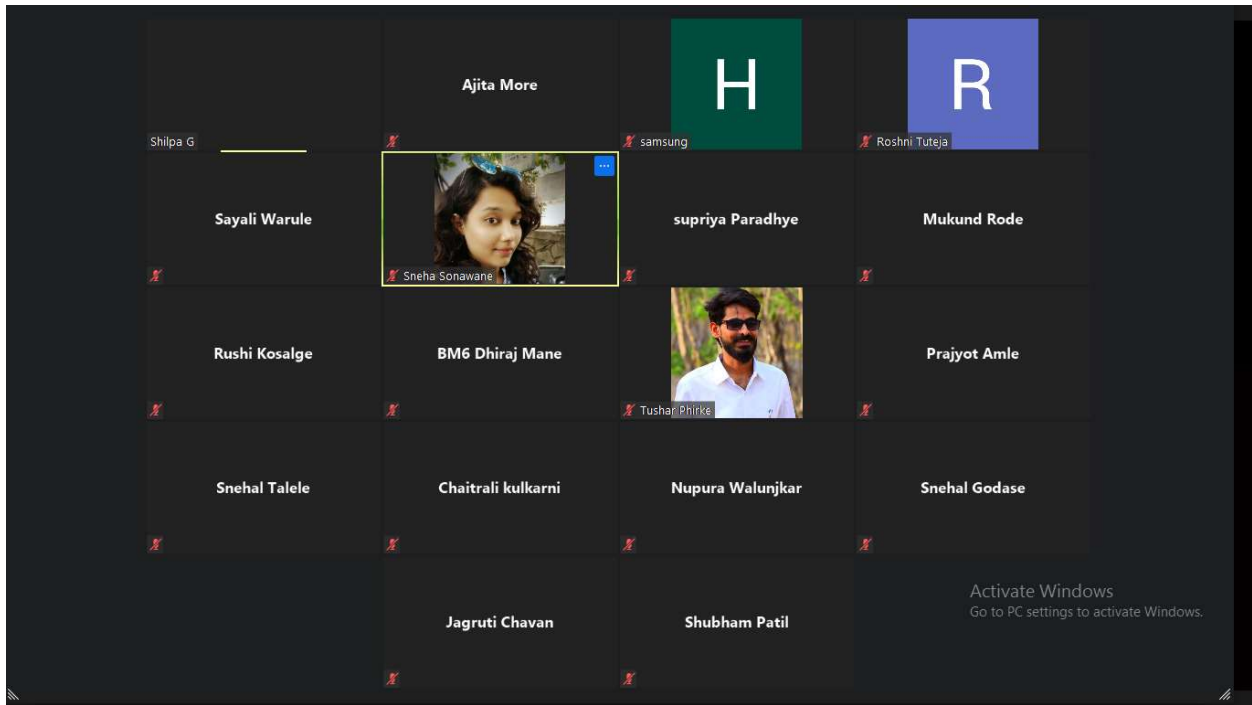 Ajita More
H
R
Shilpa G
samsung
Roshni Tuteja
Sayali Warule
supriya Paradhye
Mukund Rode
Sneha Sonawane
Rushi Kosalge
BM6 Dhiraj Mane
Prajyot Amle
Tushar Phirke
Snehal Talele
Chaitrali kulkarni
Nupura Walunjkar
Snehal Godase
Jagruti Chavan
Shubham Patil
Activate Windows
Go to PC settings to activate Windows.